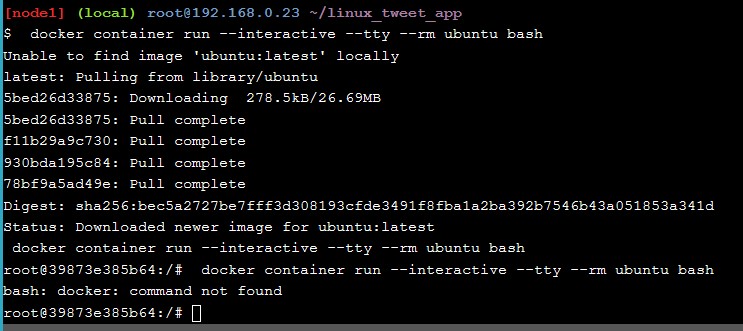 [node1] (local) root@192.168.0.23 ~/linux_tweet_app
$  docker container run --interactive --tty --rm ubuntu bash
Unable to find image 'ubuntu:latest' locally
latest: Pulling from library/ubuntu
5bed26d33875: Downloading  278.5kB/26.69MB
5bed26d33875: Pull complete
f11b29a9c730: Pull complete
930bda195c84: Pull complete
78bf9a5ad49e: Pull complete
Digest: sha256:bec5a2727be7fff3d308193cfde3491f8fba1a2ba392b7546b43a051853a341d
Status: Downloaded newer image for ubuntu:latest
 docker container run --interactive --tty --rm ubuntu bash
root@39873e385b64:/#  docker container run --interactive --tty --rm ubuntu bash
bash: docker: command not found
root@39873e385b64:/#